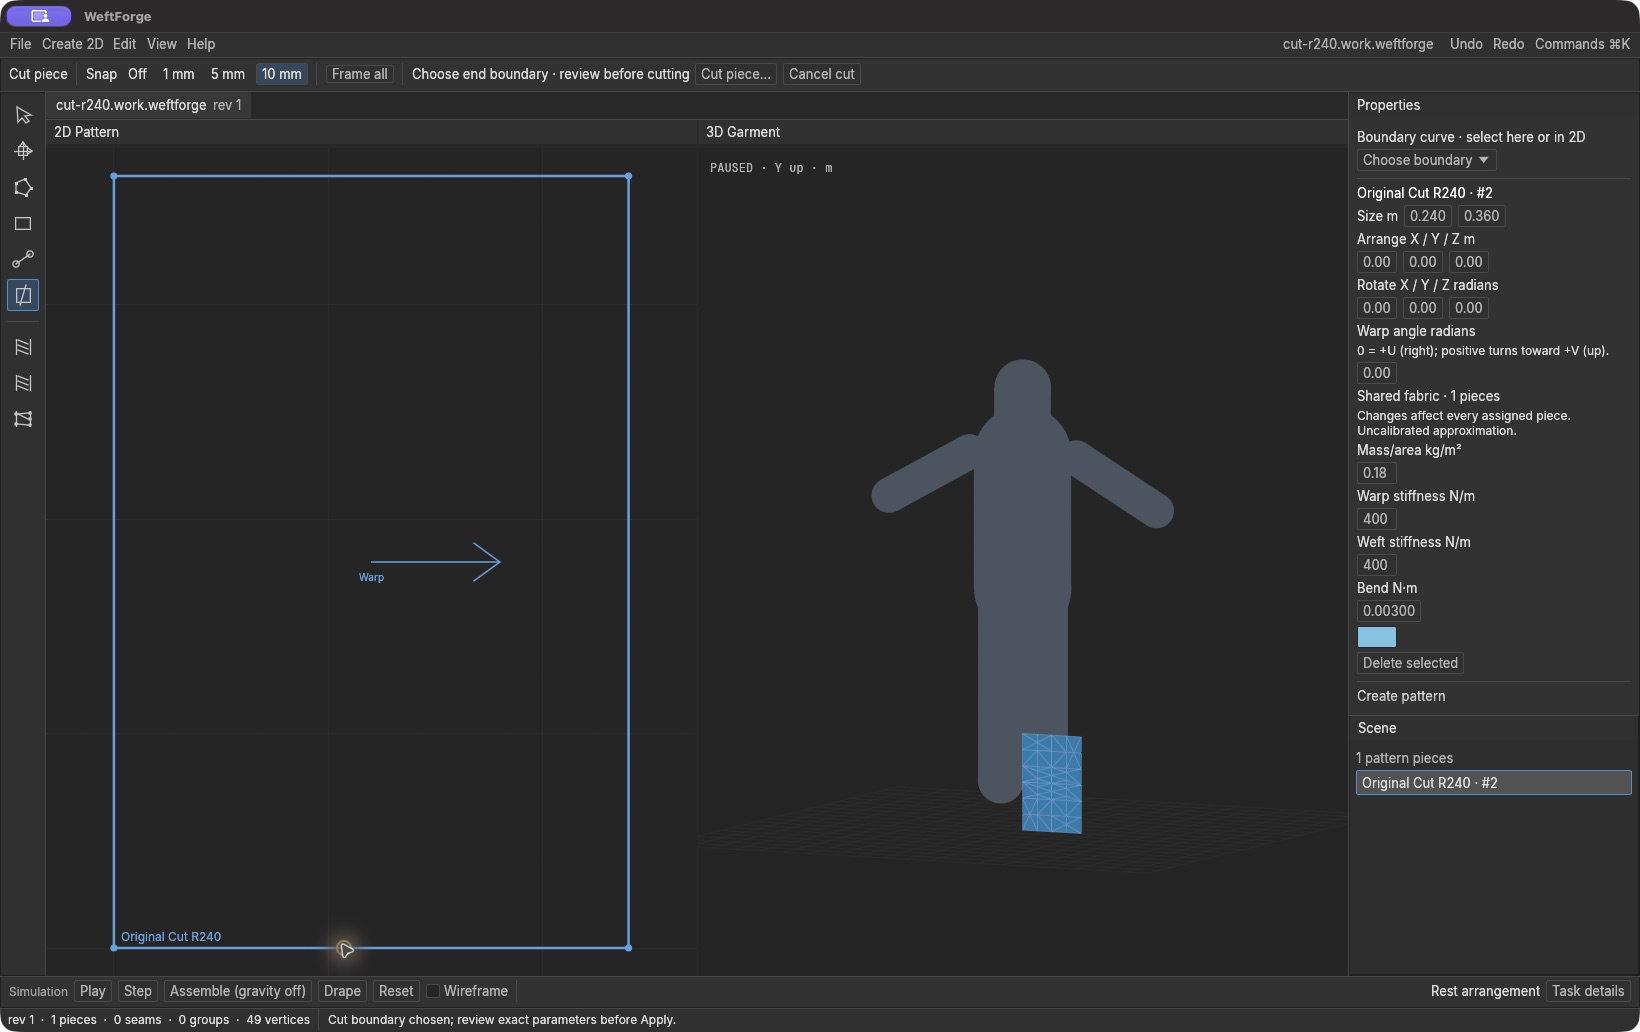 WeftForge
File Create 2D Edit View Help
cut-r240.work.weftforge Undo Redo Commands ⌘K
Cut piece Snap Off 1 mm 5 mm 10 mm Frame all Choose end boundary · review before cutting Cut piece... Cancel cut
cut-r240.work.weftforge rev 1
2D Pattern
Warp
Original Cut R240
3D Garment
PAUSED · Y up · m
Properties
Boundary curve · select here or in 2D
Choose boundary
Original Cut R240 · #2
Size m 0.240 0.360
Arrange X / Y / Z m
0.00 0.00 0.00
Rotate X / Y / Z radians
0.00 0.00 0.00
Warp angle radians
0 = +U (right); positive turns toward +V (up).
0.00
Shared fabric · 1 pieces
Changes affect every assigned piece.
Uncalibrated approximation.
Mass/area kg/m²
0.18
Warp stiffness N/m
400
Weft stiffness N/m
400
Bend N·m
0.00300
Delete selected
Create pattern
Scene
1 pattern pieces
Original Cut R240 · #2
Simulation Play Step Assemble (gravity off) Drape Reset Wireframe
Rest arrangement Task details
rev 1 · 1 pieces · 0 seams · 0 groups · 49 vertices Cut boundary chosen; review exact parameters before Apply.